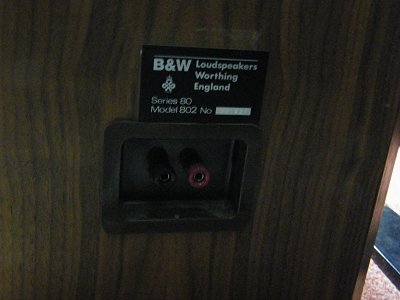 B&W Loudspeakers
Worthing
England
Series 80
Model 802 No